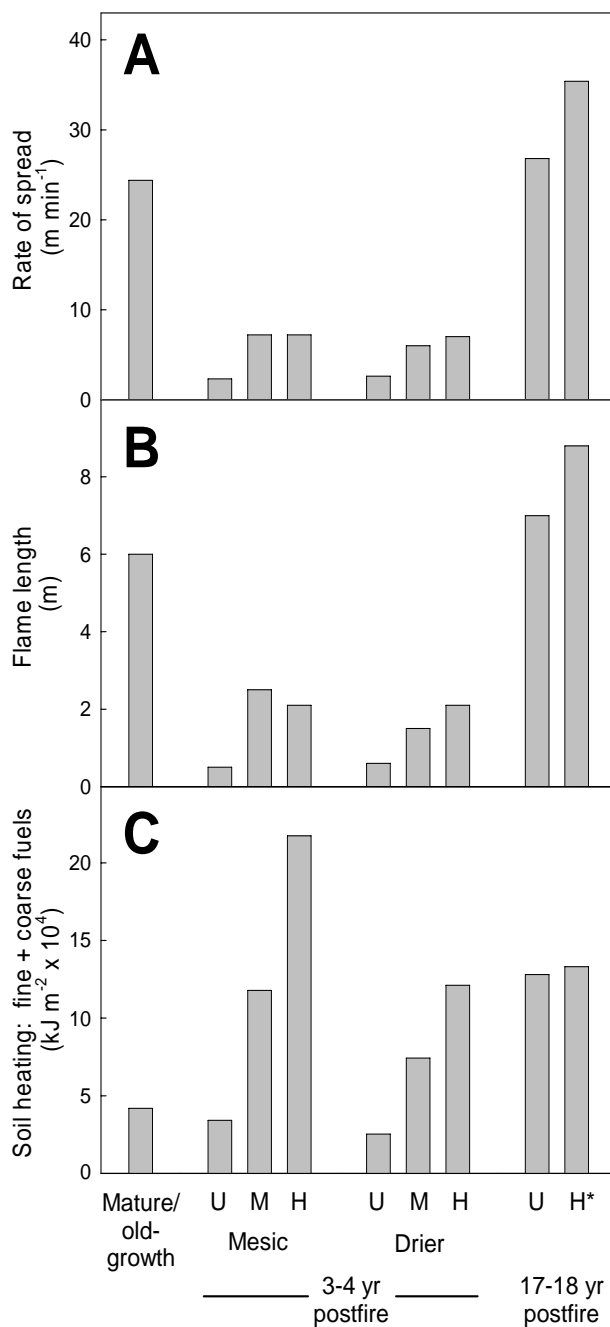 A
Rate of spread
(m min-1)
40
30
20
10
0
B
Flame length
(m)
8
6
4
2
0
C
Soil heating: fine + coarse fuels
(kJ m-2 x 104)
20
15
10
5
0
Mature/
old-
growth
U M H U M H U H*
Mesic Drier
3-4 yr
postfire
17-18 yr
postfire